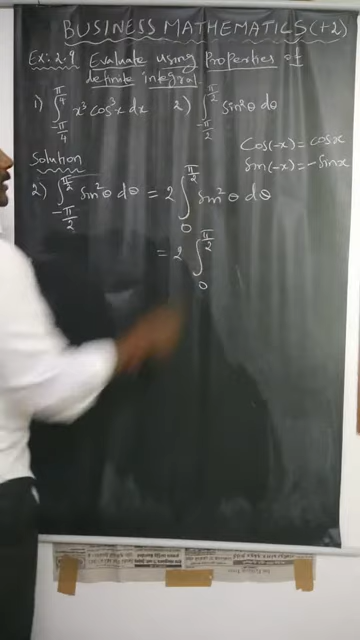 BUSINESS MATHEMATICS (+2)
Ex: 2.9 Evaluate using Properties of
definite integral
1) ∫_{-π/4}^{π/4} x³ cos³x dx 2) ∫_{-π/2}^{π/2} sin²θ dθ
Cos(-x) = cosx
Sin(-x) = -sinx
Solution
2) ∫_{-π/2}^{π/2} sin²θ dθ = 2 ∫_0^{π/2} sin²θ dθ
= 2 ∫_0^{π/2}